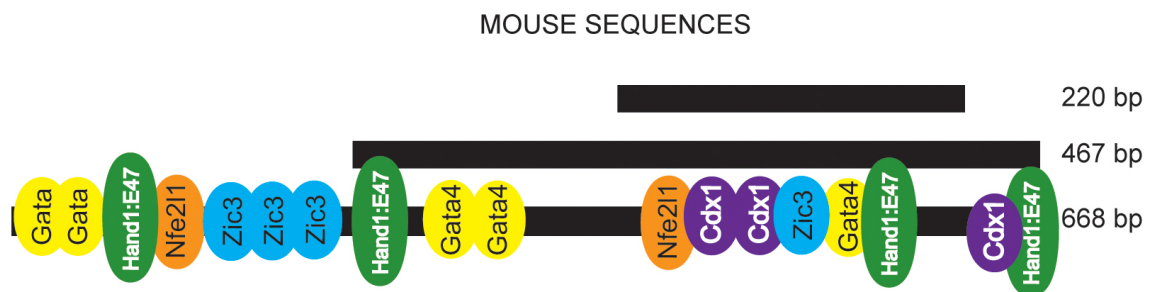 MOUSE SEQUENCES
220 bp
467 bp
Gata
Gata
Hand1:E47
Nfe2l1
Zic3
Zic3
Zic3
Hand1:E47
Gata4
Gata4
Nfe2l1
Cdx1
Cdx1
Zic3
Gata4
Hand1:E47
Cdx1
Hand1:E47
668 bp